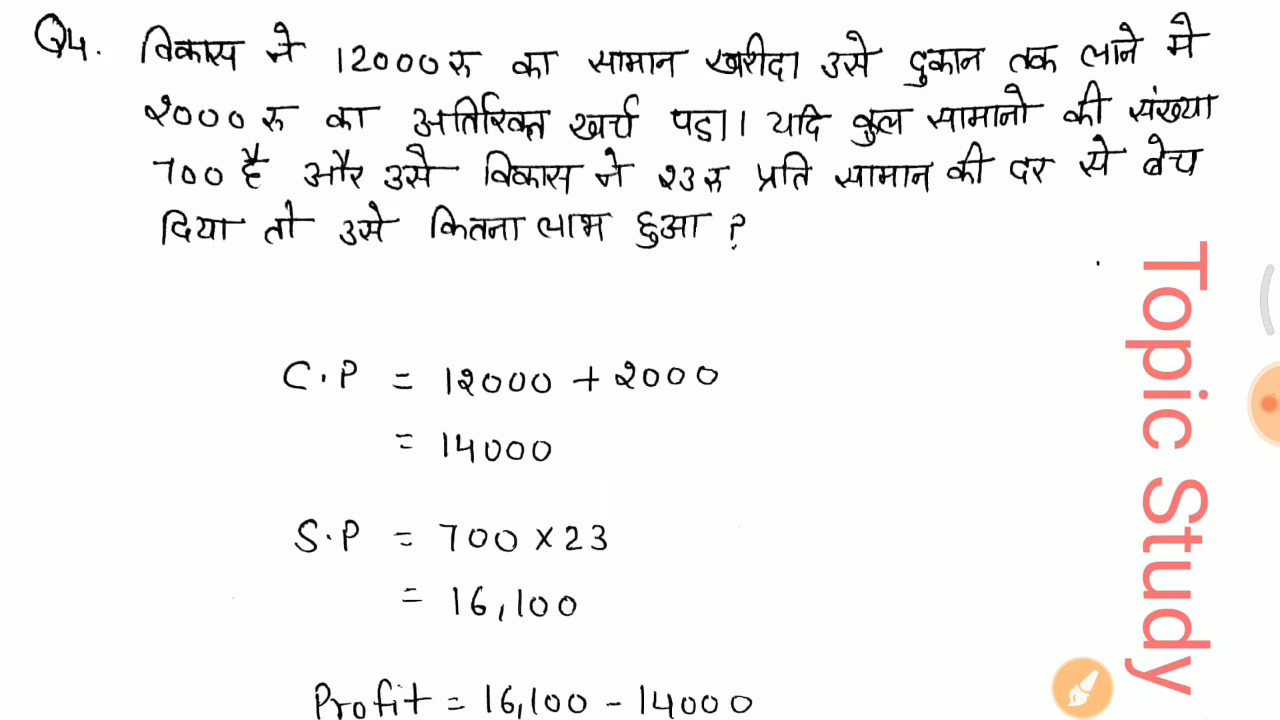 Q4. विकास ने 12000 रु का सामान खरीदा उसे दुकान तक लाने मे
2000 रु का अतिरिक्त खर्च पडा। यदि कुल सामानो की संख्या
700 है और उसे विकास ने 23 रु प्रति सामान की दर से बेच
दिया तो उसे कितना लाभ हुआ ?
C.P = 12000 + 2000
= 14000
S.P = 700 × 23
= 16,100
Profit = 16,100 - 14000
Topic Study